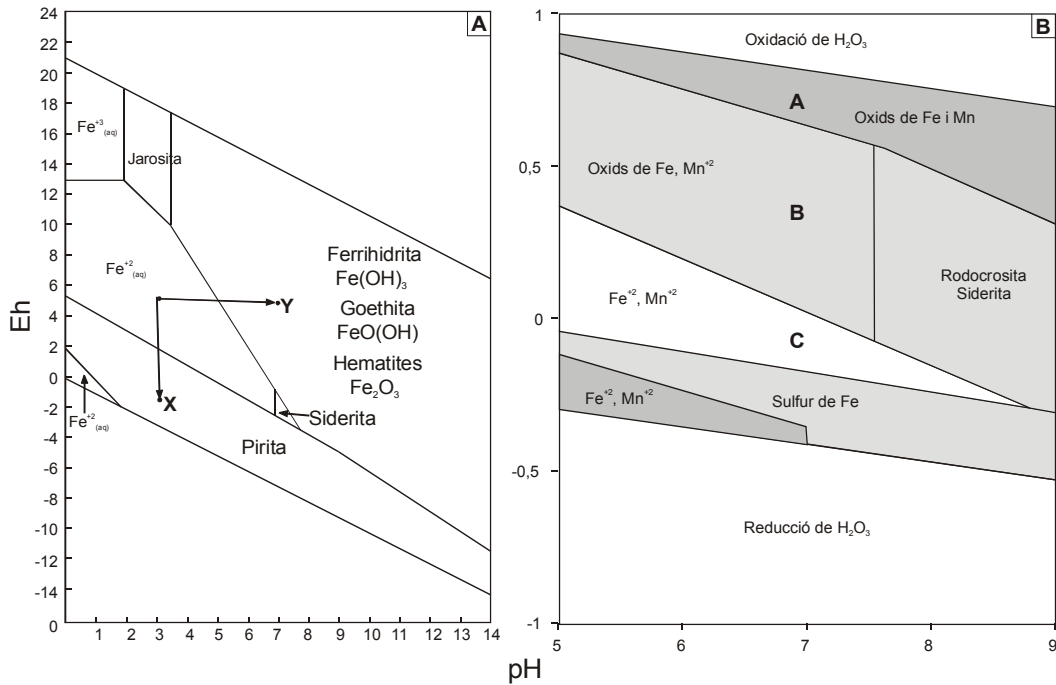 A
Eh
24
22
20
18
16
14
12
10
8
6
4
2
0
-2
-4
-6
-8
-10
-12
-14
0
1
2
3
4
5
6
7
8
9
10
11
12
13
14
Fe+3(aq)
Jarosita
Fe+2(aq)
Ferrihidrita
Fe(OH)3
Goethita
FeO(OH)
Hematites
Fe2O3
Y
X
Siderita
Fe+2(aq)
Pirita
B
1
0,5
0
-0,5
-1
5
6
7
8
9
Oxidació de H2O3
A
Oxids de Fe i Mn
Oxids de Fe, Mn+2
B
Rodocrosita
Siderita
Fe+2, Mn+2
C
Fe+2, Mn+2
Sulfur de Fe
Reducció de H2O3
pH